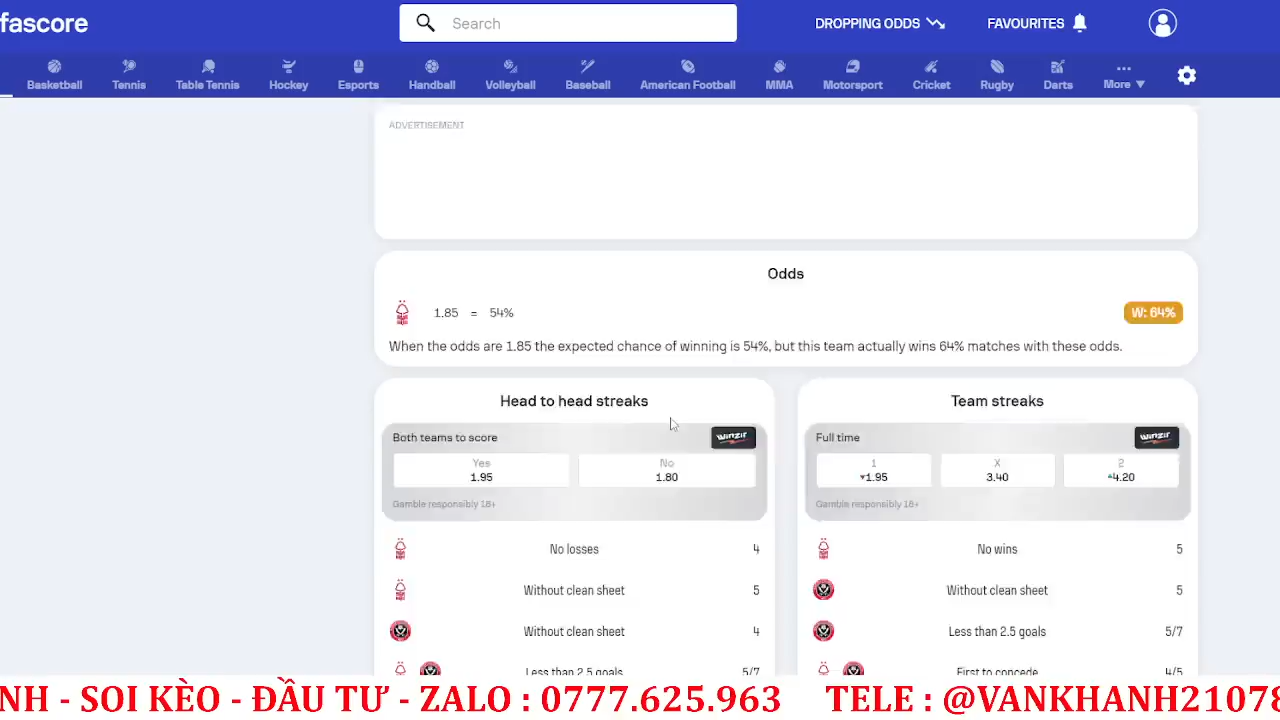 fascore
Search
DROPPING ODDS
FAVOURITES
Basketball
Tennis
Table Tennis
Hockey
Esports
Handball
Volleyball
Baseball
American Football
MMA
Motorsport
Cricket
Rugby
Darts
More
ADVERTISEMENT
Odds
1.85 = 54%
W: 64%
When the odds are 1.85 the expected chance of winning is 54%, but this team actually wins 64% matches with these odds.
Head to head streaks
Both teams to score
winzir
Yes
1.95
No
1.80
Gamble responsibly 18+
No losses 4
Without clean sheet 5
Without clean sheet 4
Less than 2.5 goals 5/7
Team streaks
Full time
winzir
1
1.95
X
3.40
2
4.20
Gamble responsibly 18+
No wins 5
Without clean sheet 5
Less than 2.5 goals 5/7
First to concede 4/5
NH - SOI KÈO - ĐẦU TƯ - ZALO : 0777.625.963 TELE : @VANKHANH21078